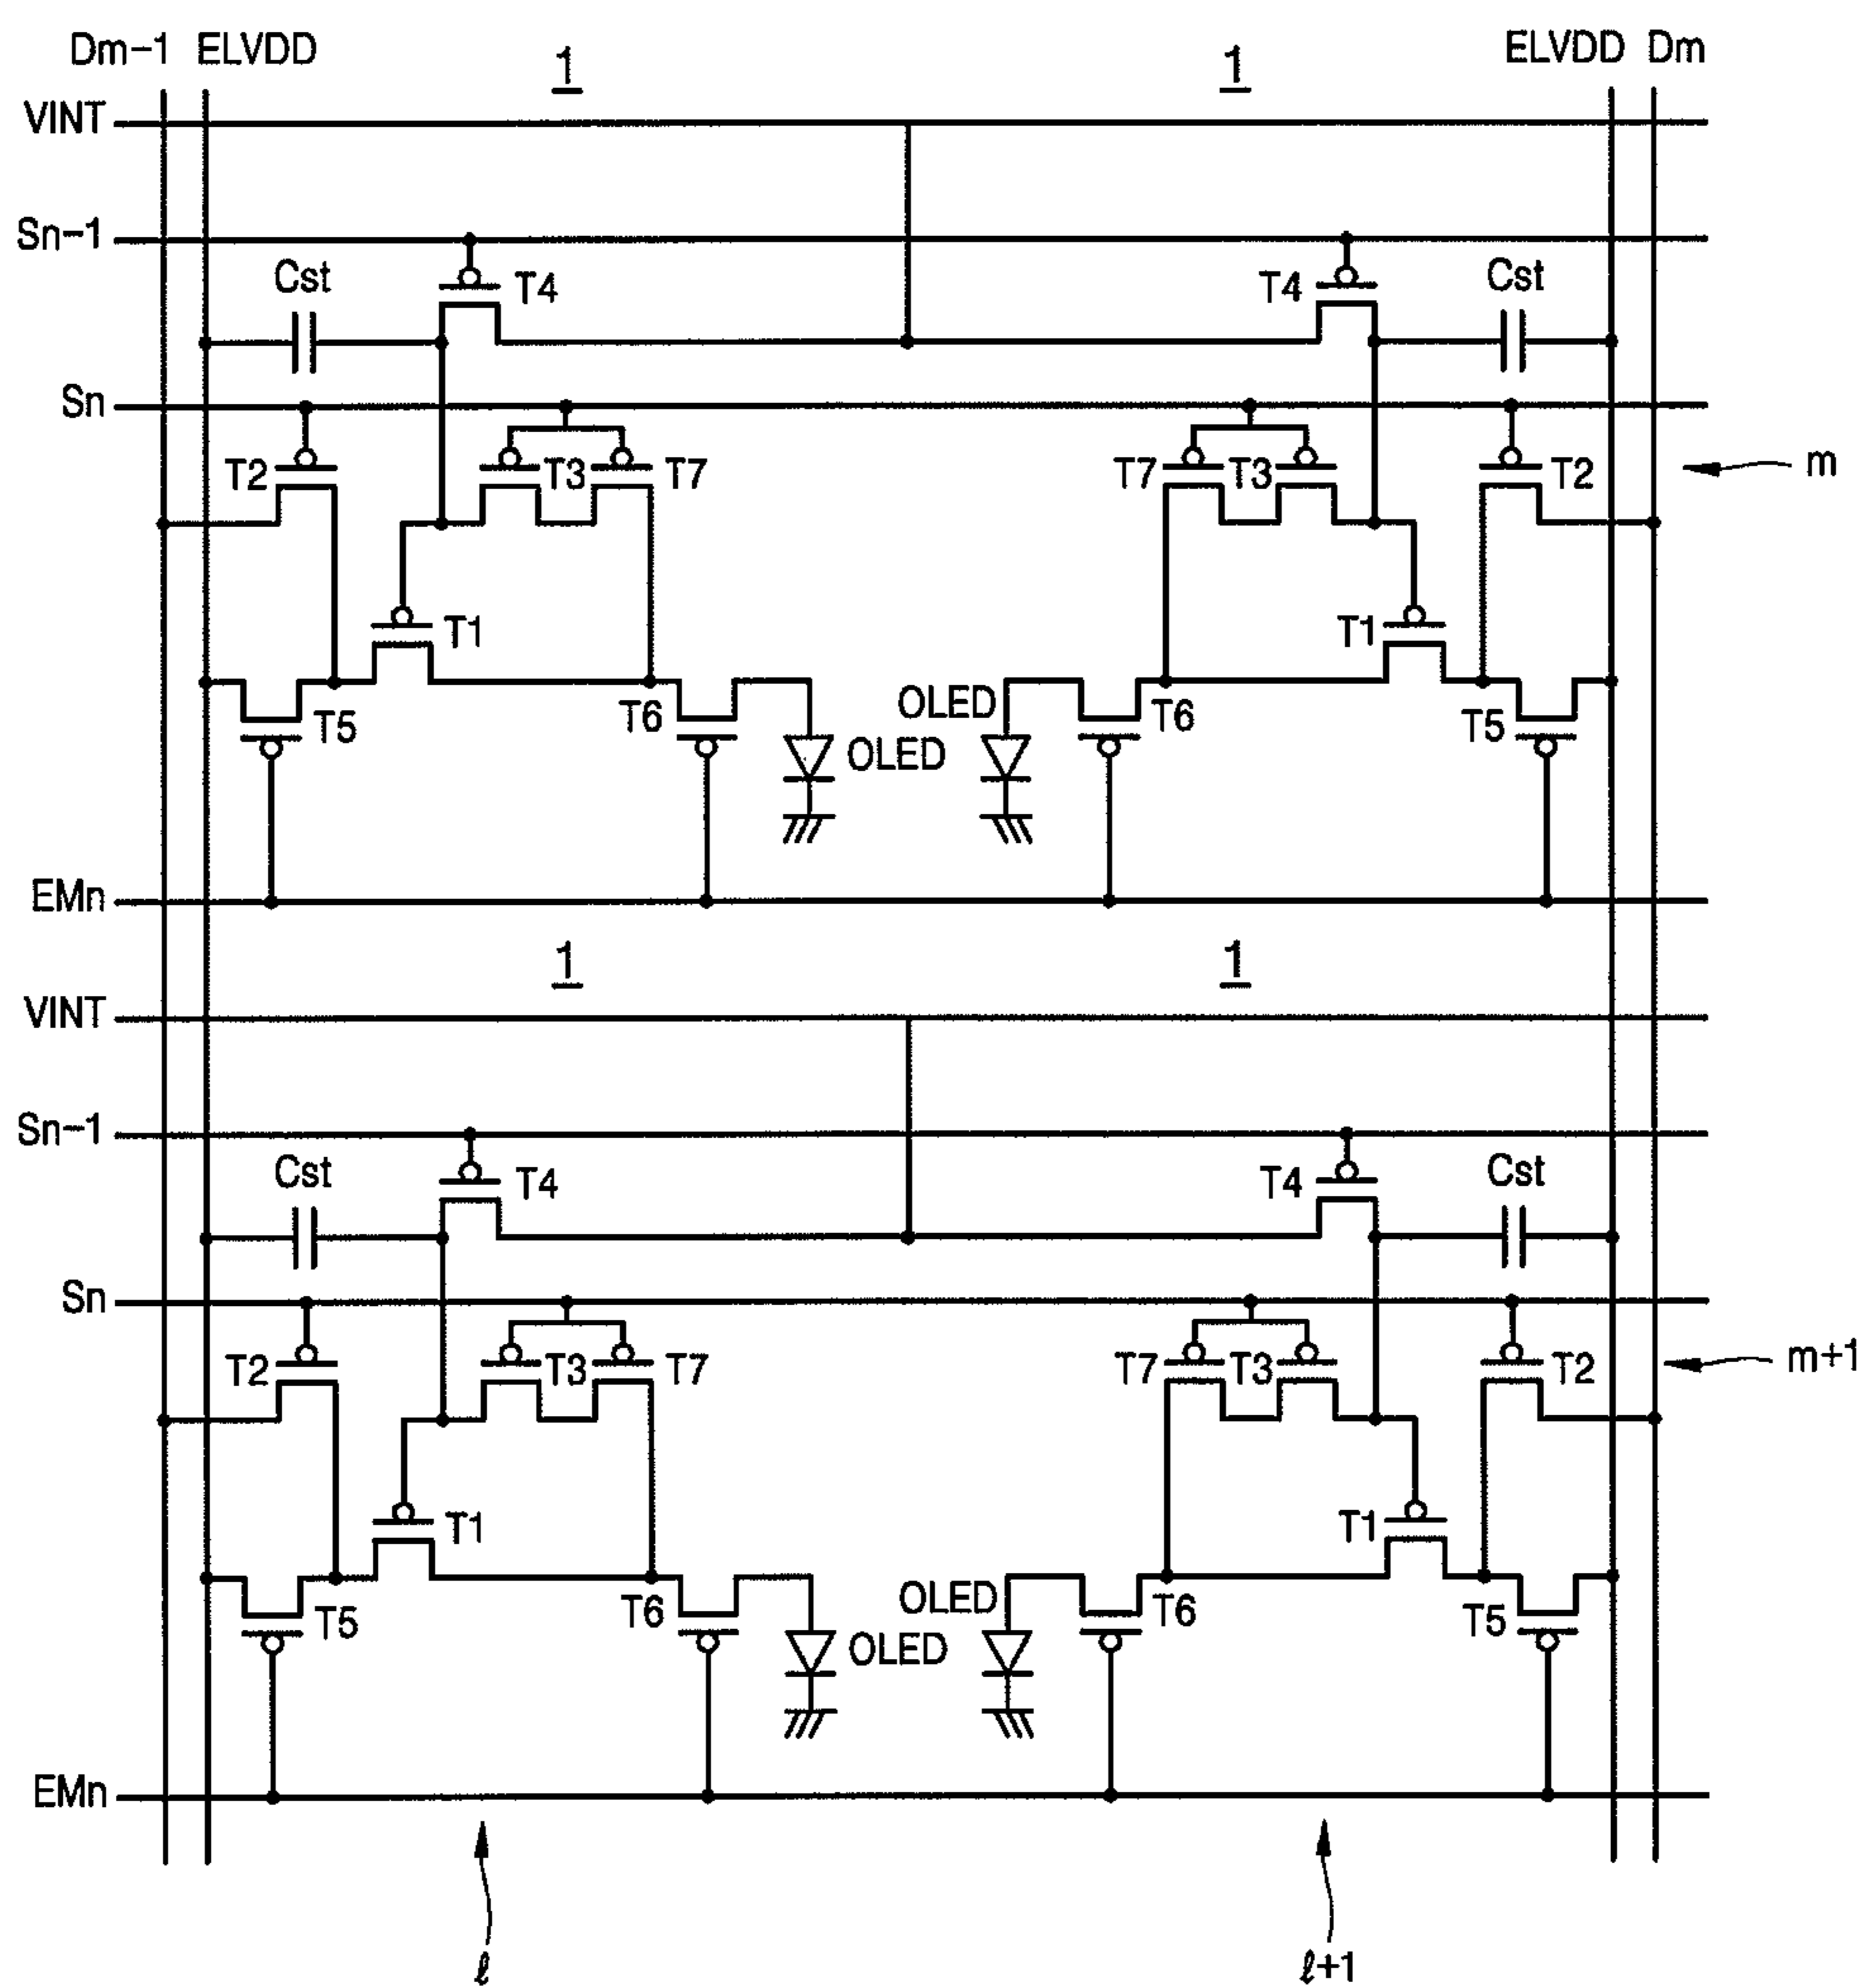 Dm-1 ELVDD 1 1 ELVDD Dm
VINT
Sn-1
Cst T4 T4 Cst
Sn
T2 T3 T7 T7 T3 T2 m
T1 T1
T5 T6 OLED T6 T5
OLED
EMn
1 1
VINT
Sn-1
Cst T4 T4 Cst
Sn
T2 T3 T7 T7 T3 T2 m+1
T1 T1
T5 T6 OLED T6 T5
OLED
EMn
ℓ ℓ+1